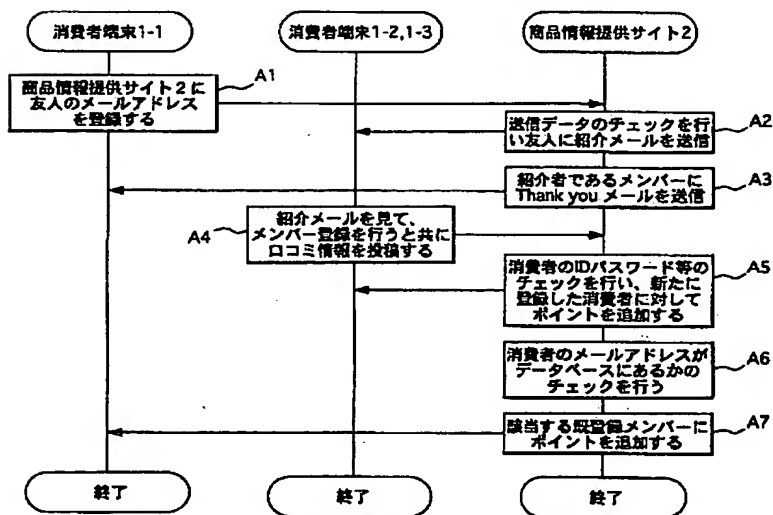 消費者端末1-1
消費者端末1-2,1-3
商品情報提供サイト2
商品情報提供サイト2に
友人のメールアドレス
を登録する
A1
送信データのチェックを行
い友人に紹介メールを送信
A2
紹介者であるメンバーに
Thank you メールを送信
A3
A4
紹介メールを見て、
メンバー登録を行うと共に
口コミ情報を投稿する
消費者のIDパスワード等の
チェックを行い、新たに
登録した消費者に対して
ポイントを追加する
A5
消費者のメールアドレスが
データベースにあるかの
チェックを行う
A6
該当する既登録メンバーに
ポイントを追加する
A7
終了
終了
終了